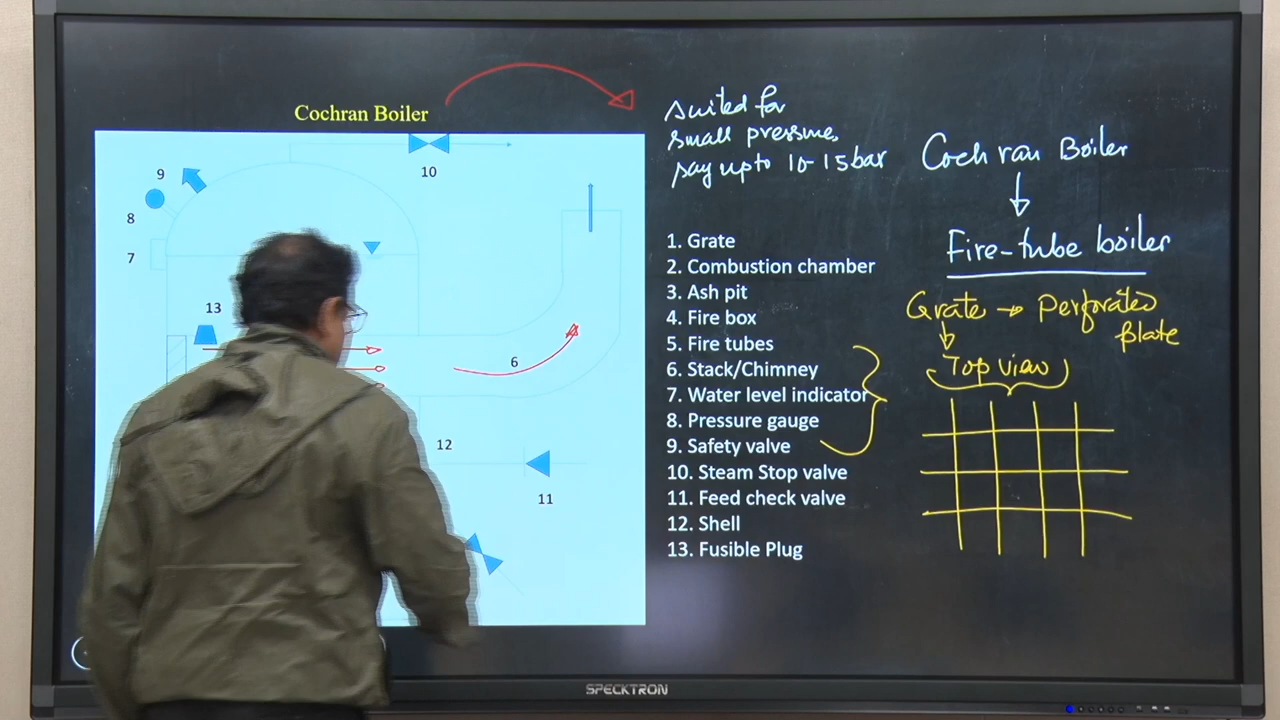 Cochran Boiler
9
10
8
7
13
6
12
11
suited for
small pressure,
say upto 10-15bar
1. Grate
2. Combustion chamber
3. Ash pit
4. Fire box
5. Fire tubes
6. Stack/Chimney
7. Water level indicator
8. Pressure gauge
9. Safety valve
10. Steam Stop valve
11. Feed check valve
12. Shell
13. Fusible Plug
Cochran Boiler
Fire-tube boiler
Grate → Perforated
plate
Top view
SPECKTRON